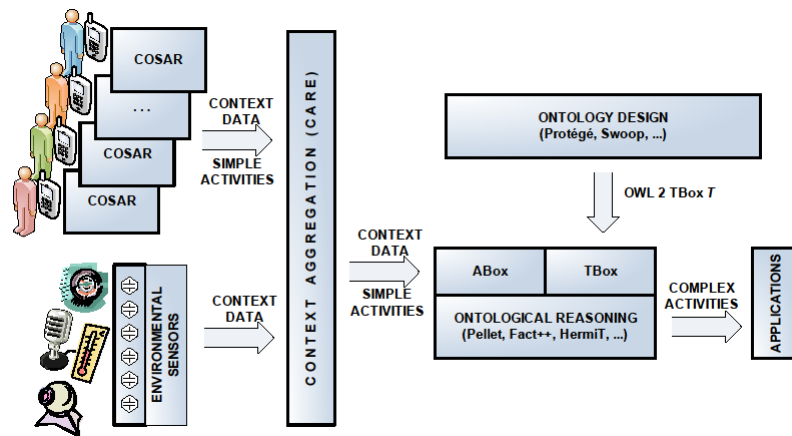 COSAR
...
COSAR
COSAR
CONTEXT
DATA
SIMPLE
ACTIVITIES
ENVIRONMENTAL
SENSORS
CONTEXT
DATA
CONTEXT AGGREGATION (CARE)
CONTEXT
DATA
SIMPLE
ACTIVITIES
ONTOLOGY DESIGN
(Protégé, Swoop, ...)
OWL 2 TBox T
ABox
TBox
ONTOLOGICAL REASONING
(Pellet, Fact++, HermiT, ...)
COMPLEX
ACTIVITIES
APPLICATIONS